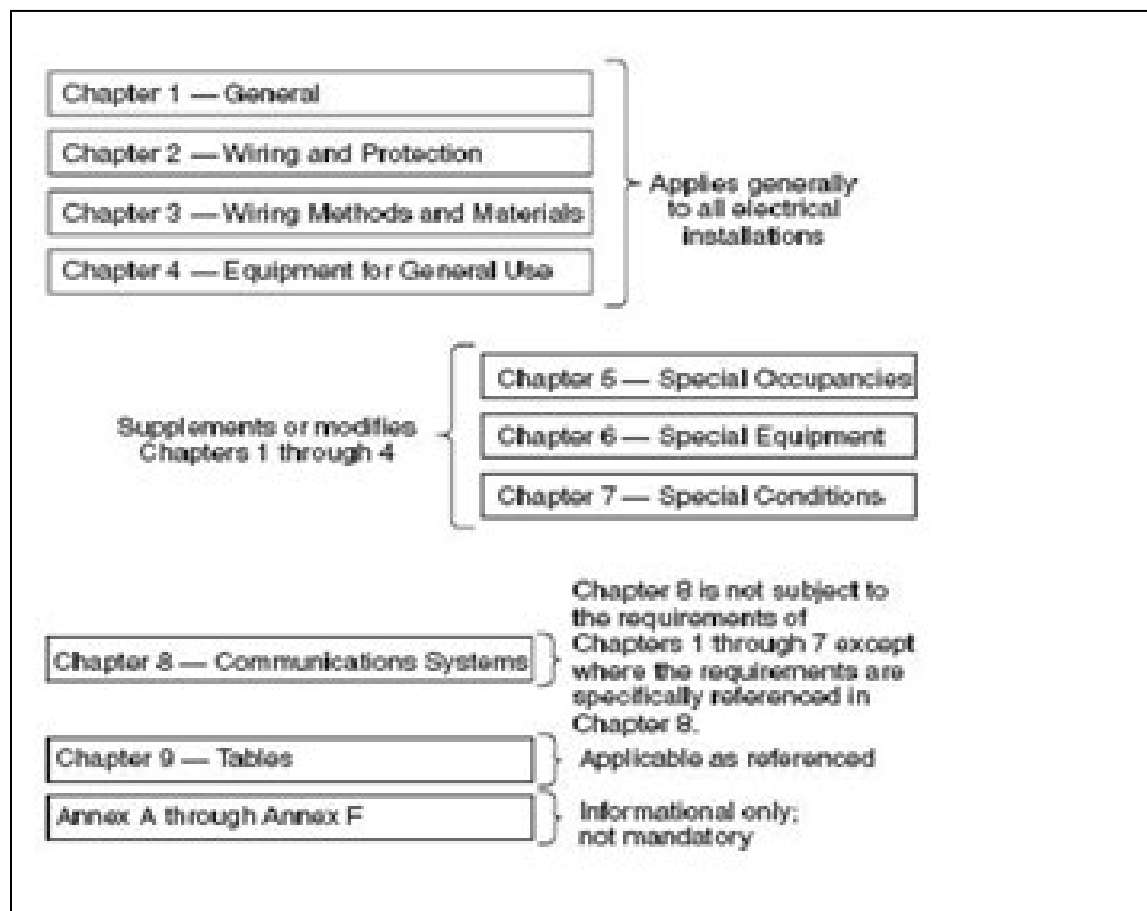 Chapter 1 — General
Chapter 2 — Wiring and Protection
Chapter 3 — Wiring Methods and Materials
Chapter 4 — Equipment for General Use
Applies generally
to all electrical
installations
Supplements or modifies
Chapters 1 through 4
Chapter 5 — Special Occupancies
Chapter 6 — Special Equipment
Chapter 7 — Special Conditions
Chapter 8 — Communications Systems
Chapter 8 is not subject to
the requirements of
Chapters 1 through 7 except
where the requirements are
specifically referenced in
Chapter 8.
Chapter 9 — Tables
Applicable as referenced
Annex A through Annex F
Informational only;
not mandatory